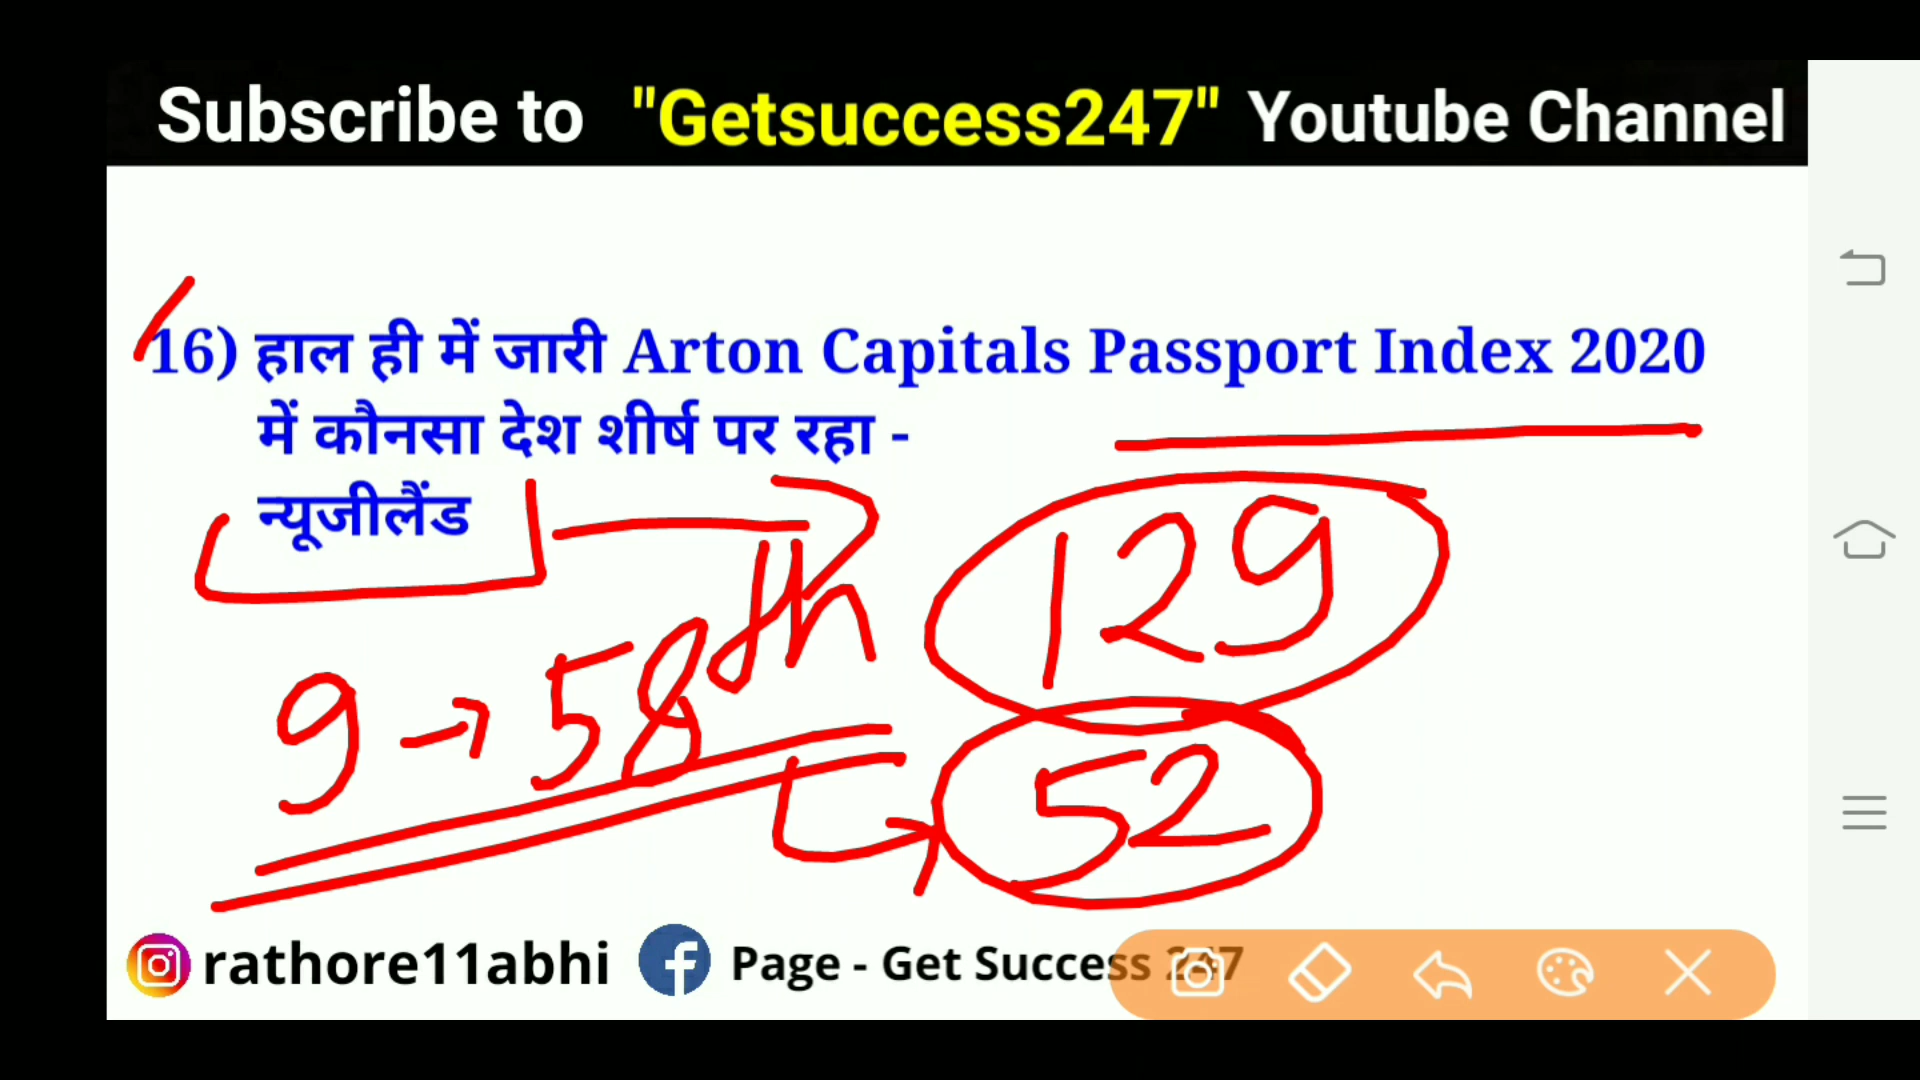 Subscribe to "Getsuccess247" Youtube Channel
16) हाल ही में जारी Arton Capitals Passport Index 2020
में कौनसा देश शीर्ष पर रहा -
न्यूजीलैंड
129
9 → 58th
52
rathore11abhi Page - Get Success 247